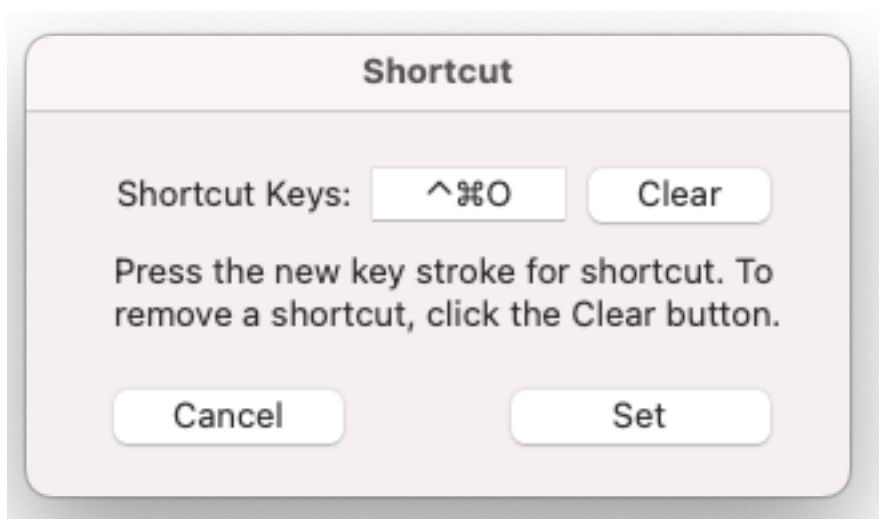 Shortcut
Shortcut Keys: ^⌘O Clear
Press the new key stroke for shortcut. To
remove a shortcut, click the Clear button.
Cancel Set